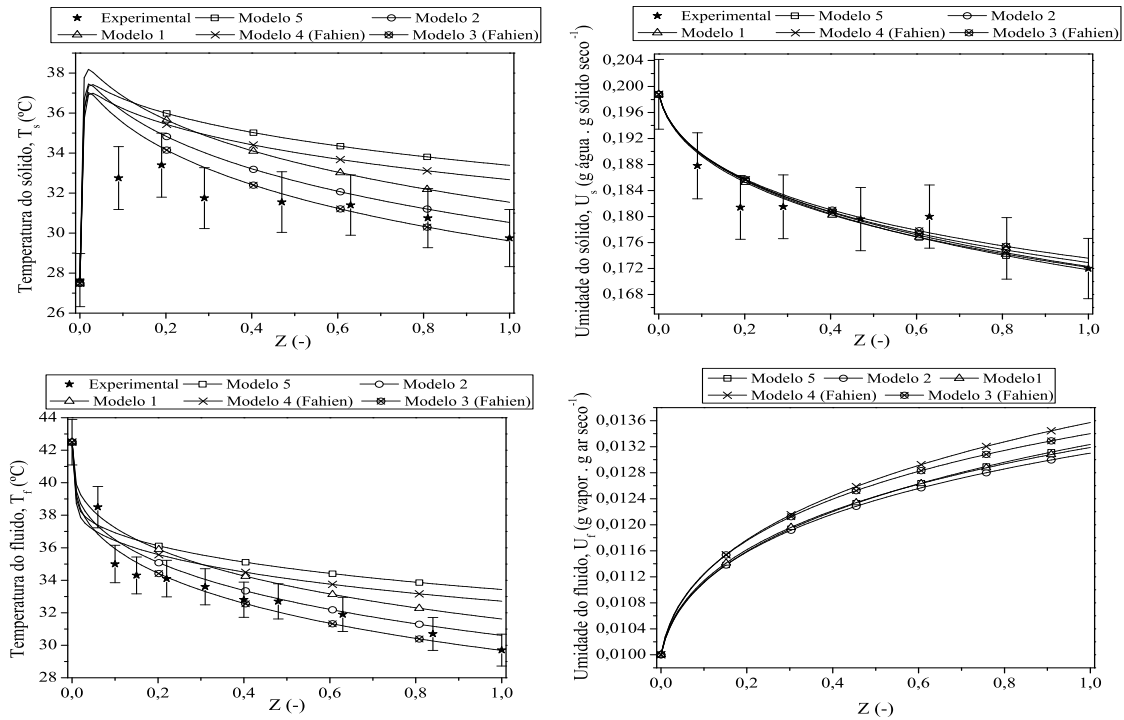 Experimental Modelo 5 Modelo 2
Modelo 1 Modelo 4 (Fahien) Modelo 3 (Fahien)
Temperatura do sólido, Tₛ (ºC)
38
36
34
32
30
28
26
0,0 0,2 0,4 0,6 0,8 1,0
Z (-)
Experimental Modelo 5 Modelo 2
Modelo 1 Modelo 4 (Fahien) Modelo 3 (Fahien)
Umidade do sólido, Uₛ (g água . g sólido seco⁻¹)
0,204
0,200
0,196
0,192
0,188
0,184
0,180
0,176
0,172
0,168
0,0 0,2 0,4 0,6 0,8 1,0
Z (-)
Experimental Modelo 5 Modelo 2
Modelo 1 Modelo 4 (Fahien) Modelo 3 (Fahien)
Temperatura do fluido, T_f (ºC)
44
42
40
38
36
34
32
30
28
0,0 0,2 0,4 0,6 0,8 1,0
Z (-)
Modelo 5 Modelo 2 Modelo1
Modelo 4 (Fahien) Modelo 3 (Fahien)
Umidade do fluido, U_f (g vapor . g ar seco⁻¹)
0,0136
0,0132
0,0128
0,0124
0,0120
0,0116
0,0112
0,0108
0,0104
0,0100
0,0 0,2 0,4 0,6 0,8 1,0
Z (-)